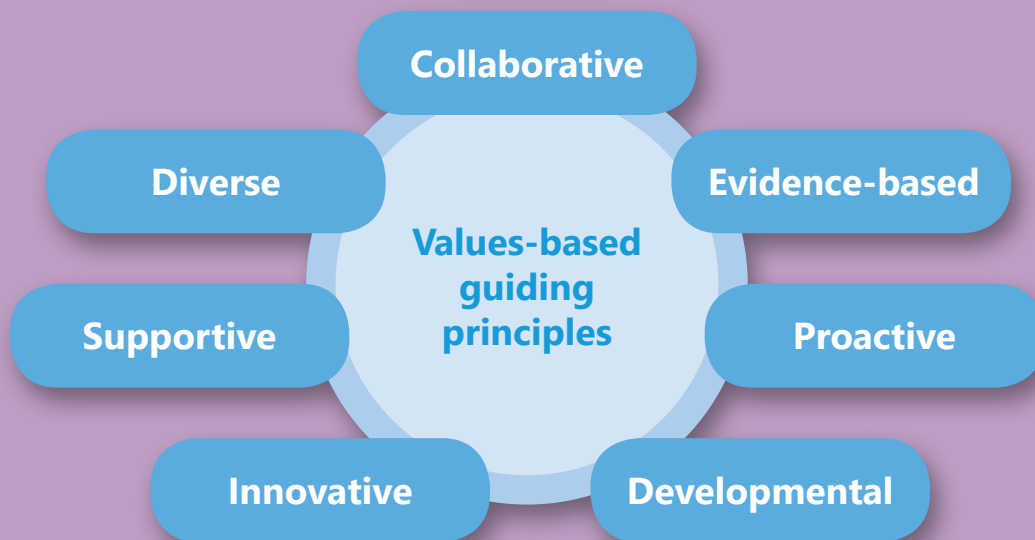 Collaborative
Diverse
Evidence-based
Values-based
guiding
principles
Supportive
Proactive
Innovative
Developmental